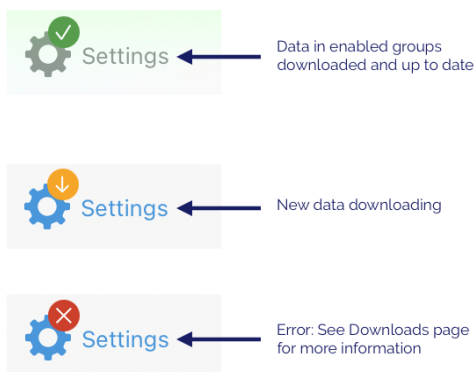 Settings
Data in enabled groups
downloaded and up to date
Settings
New data downloading
Settings
Error: See Downloads page
for more information